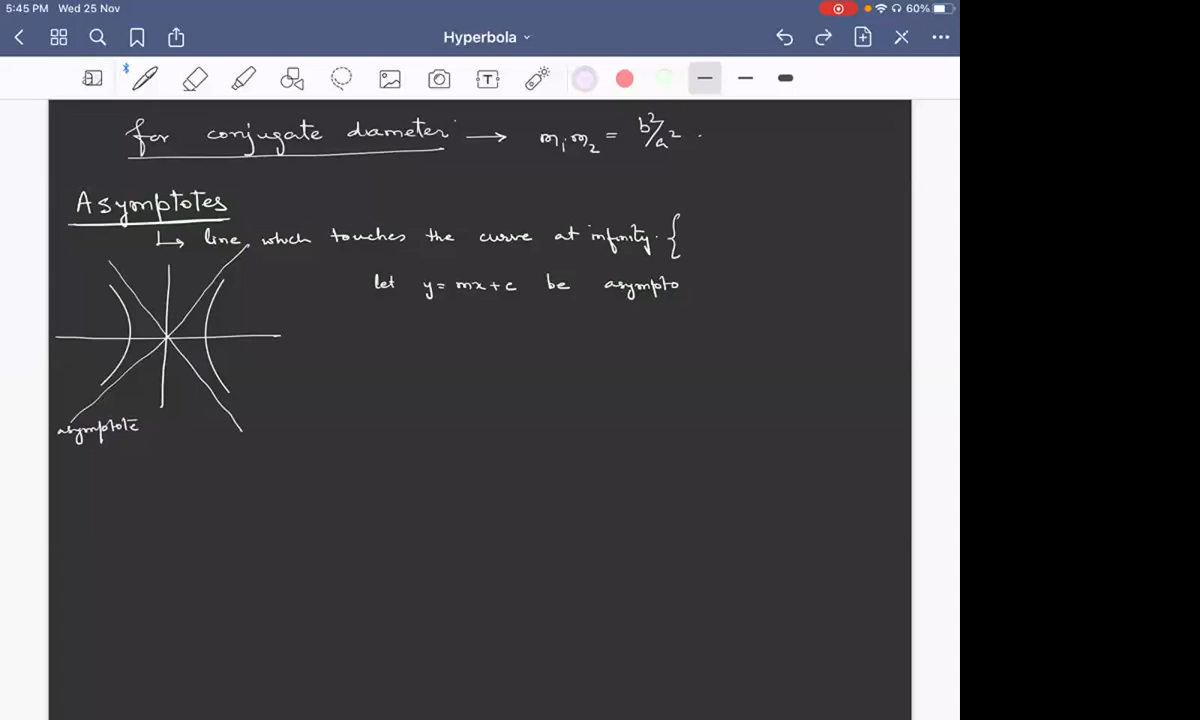 5:45 PM Wed 25 Nov
60%
Hyperbola
T
for conjugate diameter → m₁m₂ = b²/a² .
Asymptotes
↳ line which touches the curve at infinity. {
let y = mx + c be asympto
asymptote